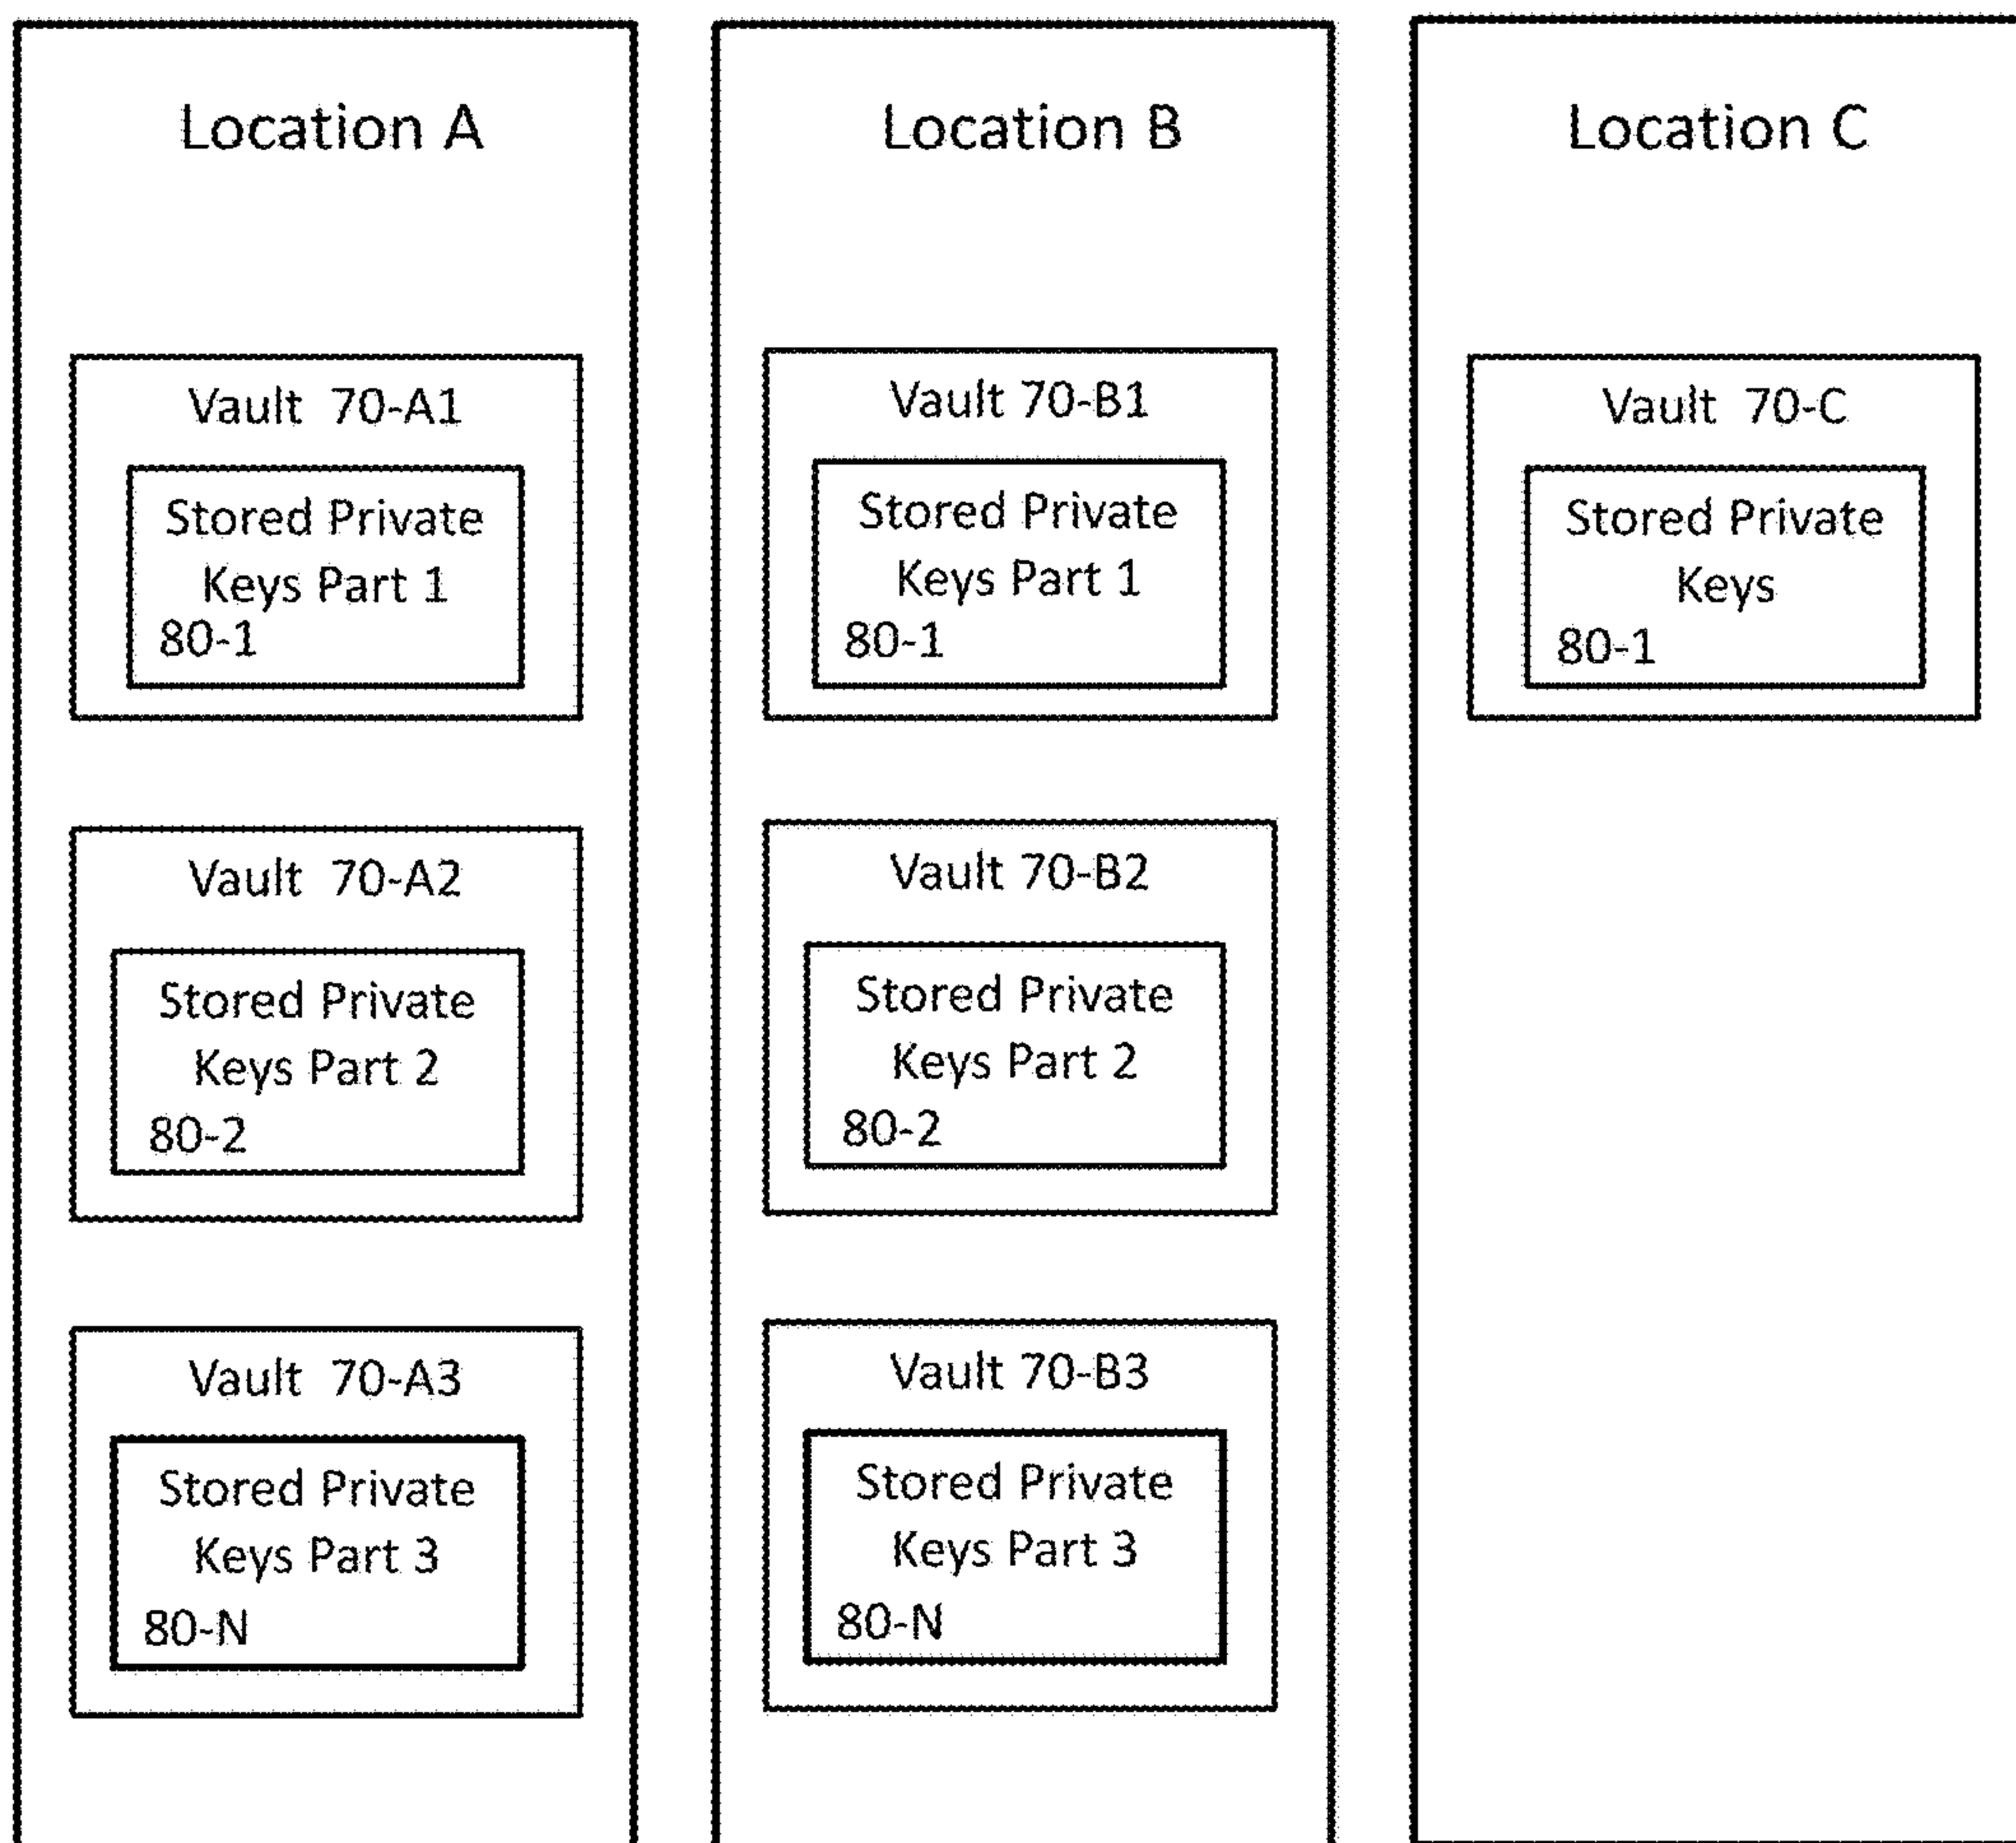 Location A
Vault 70-A1
Stored Private
Keys Part 1
80-1
Vault 70-A2
Stored Private
Keys Part 2
80-2
Vault 70-A3
Stored Private
Keys Part 3
80-N
Location B
Vault 70-B1
Stored Private
Keys Part 1
80-1
Vault 70-B2
Stored Private
Keys Part 2
80-2
Vault 70-B3
Stored Private
Keys Part 3
80-N
Location C
Vault 70-C
Stored Private
Keys
80-1